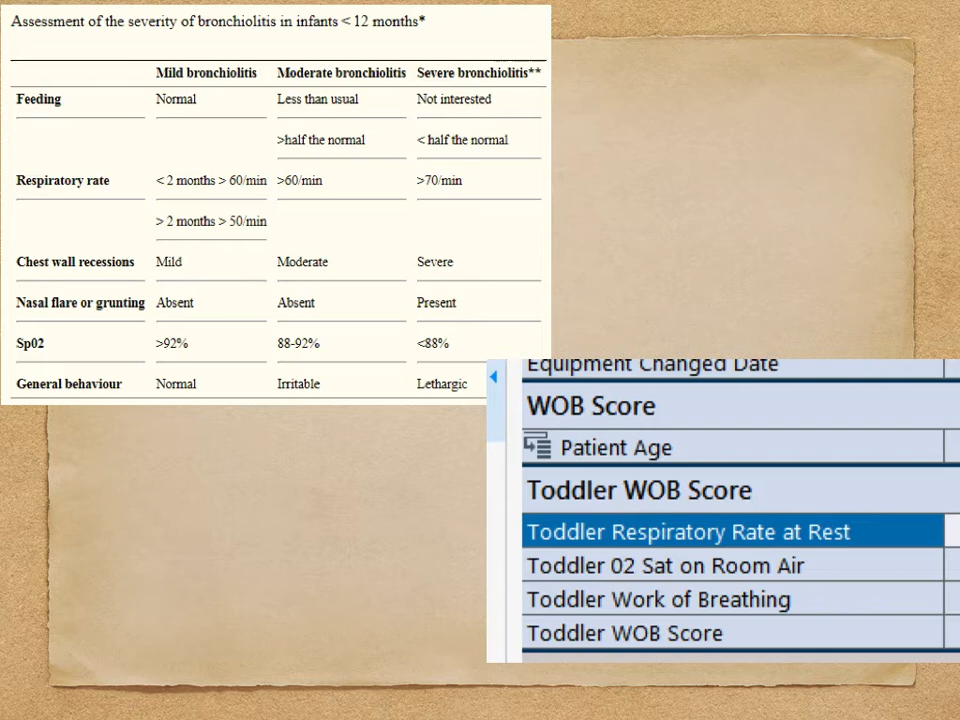 Assessment of the severity of bronchiolitis in infants < 12 months*
Mild bronchiolitis Moderate bronchiolitis Severe bronchiolitis**
Feeding Normal Less than usual Not interested
>half the normal < half the normal
Respiratory rate < 2 months > 60/min >60/min >70/min
> 2 months > 50/min
Chest wall recessions Mild Moderate Severe
Nasal flare or grunting Absent Absent Present
Sp02 >92% 88-92% <88%
General behaviour Normal Irritable Lethargic
Equipment Changed Date
WOB Score
Patient Age
Toddler WOB Score
Toddler Respiratory Rate at Rest
Toddler 02 Sat on Room Air
Toddler Work of Breathing
Toddler WOB Score